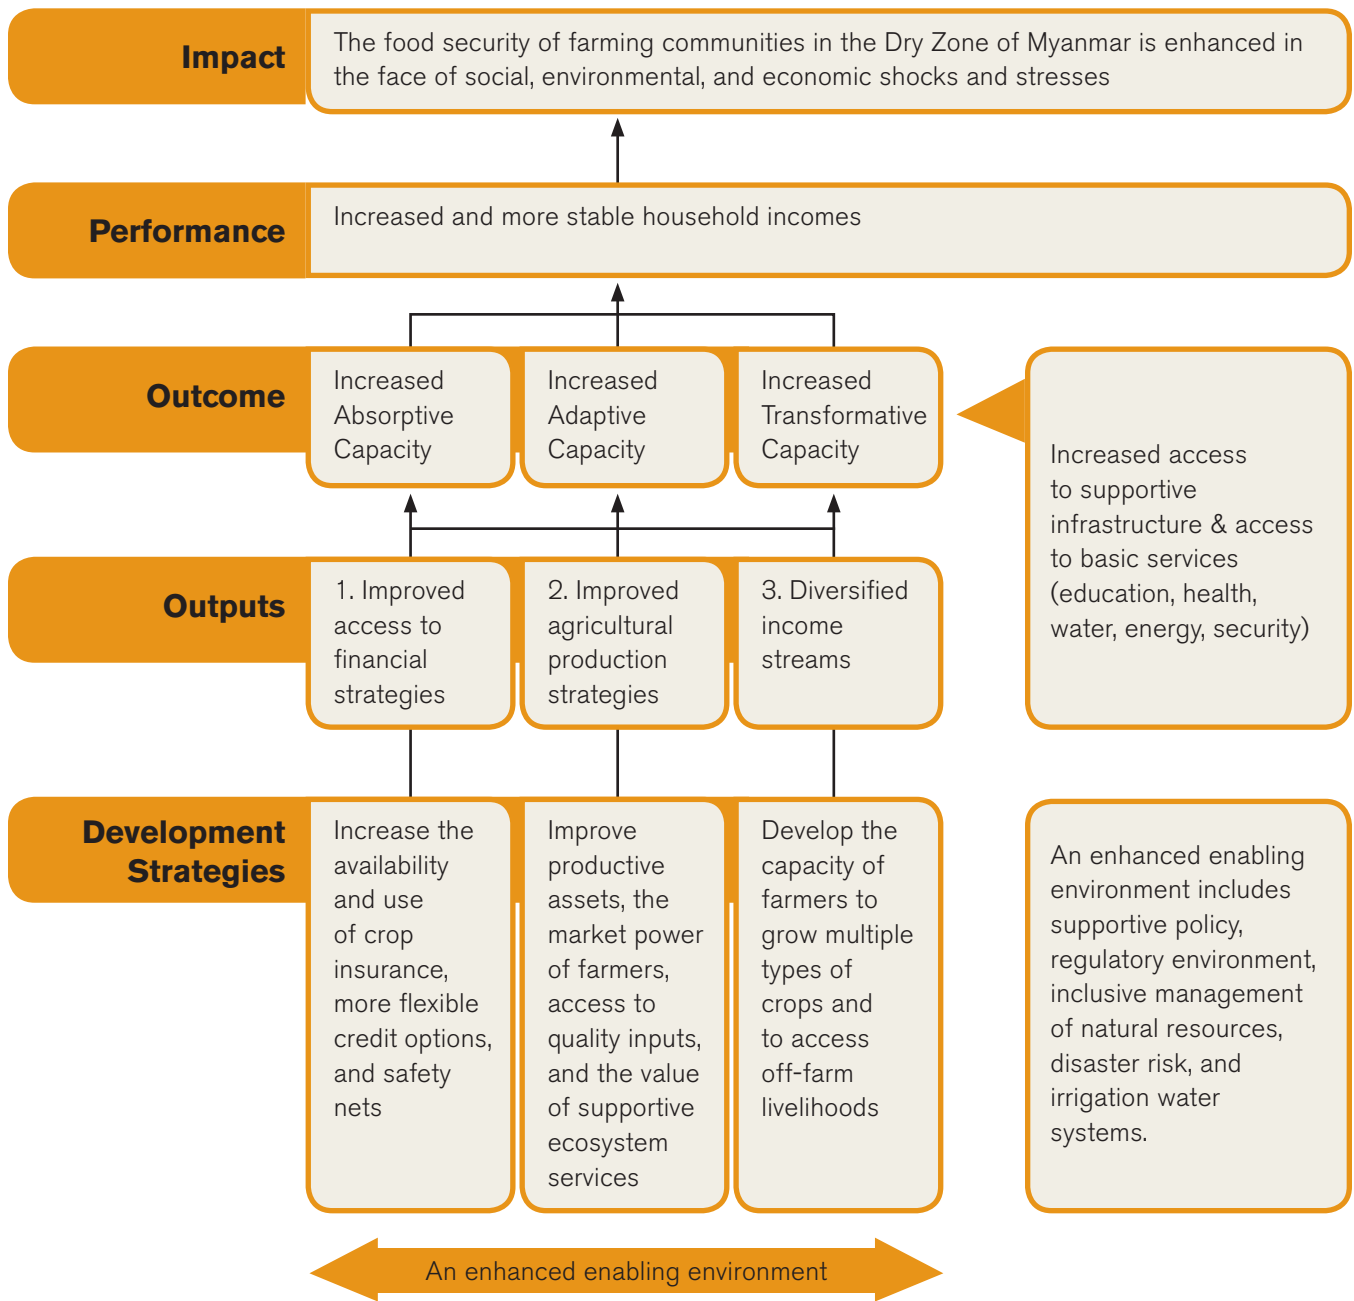 Impact
The food security of farming communities in the Dry Zone of Myanmar is enhanced in
the face of social, environmental, and economic shocks and stresses
Performance
Increased and more stable household incomes
Outcome
Increased
Absorptive
Capacity
Increased
Adaptive
Capacity
Increased
Transformative
Capacity
Increased access
to supportive
infrastructure & access
to basic services
(education, health,
water, energy, security)
Outputs
1. Improved
access to
financial
strategies
2. Improved
agricultural
production
strategies
3. Diversified
income
streams
Development
Strategies
Increase the
availability
and use
of crop
insurance,
more flexible
credit options,
and safety
nets
Improve
productive
assets, the
market power
of farmers,
access to
quality inputs,
and the value
of supportive
ecosystem
services
Develop the
capacity of
farmers to
grow multiple
types of
crops and
to access
off-farm
livelihoods
An enhanced enabling
environment includes
supportive policy,
regulatory environment,
inclusive management
of natural resources,
disaster risk, and
irrigation water
systems.
An enhanced enabling environment